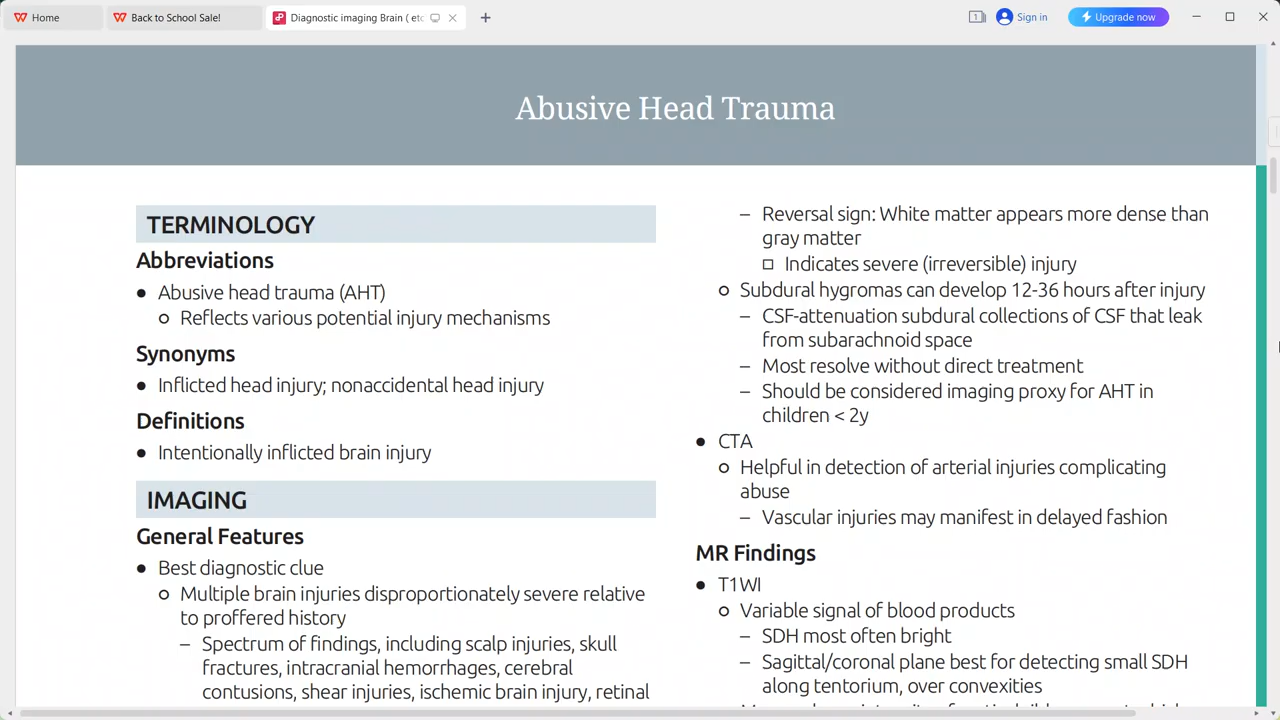 Home
Back to School Sale!
Diagnostic imaging Brain ( etc
Sign in
Upgrade now
Abusive Head Trauma
TERMINOLOGY
Abbreviations
● Abusive head trauma (AHT)
○ Reflects various potential injury mechanisms
Synonyms
● Inflicted head injury; nonaccidental head injury
Definitions
● Intentionally inflicted brain injury
IMAGING
General Features
● Best diagnostic clue
○ Multiple brain injuries disproportionately severe relative
to proffered history
– Spectrum of findings, including scalp injuries, skull
fractures, intracranial hemorrhages, cerebral
contusions, shear injuries, ischemic brain injury, retinal
– Reversal sign: White matter appears more dense than
gray matter
□ Indicates severe (irreversible) injury
○ Subdural hygromas can develop 12-36 hours after injury
– CSF-attenuation subdural collections of CSF that leak
from subarachnoid space
– Most resolve without direct treatment
– Should be considered imaging proxy for AHT in
children < 2y
● CTA
○ Helpful in detection of arterial injuries complicating
abuse
– Vascular injuries may manifest in delayed fashion
MR Findings
● T1WI
○ Variable signal of blood products
– SDH most often bright
– Sagittal/coronal plane best for detecting small SDH
along tentorium, over convexities